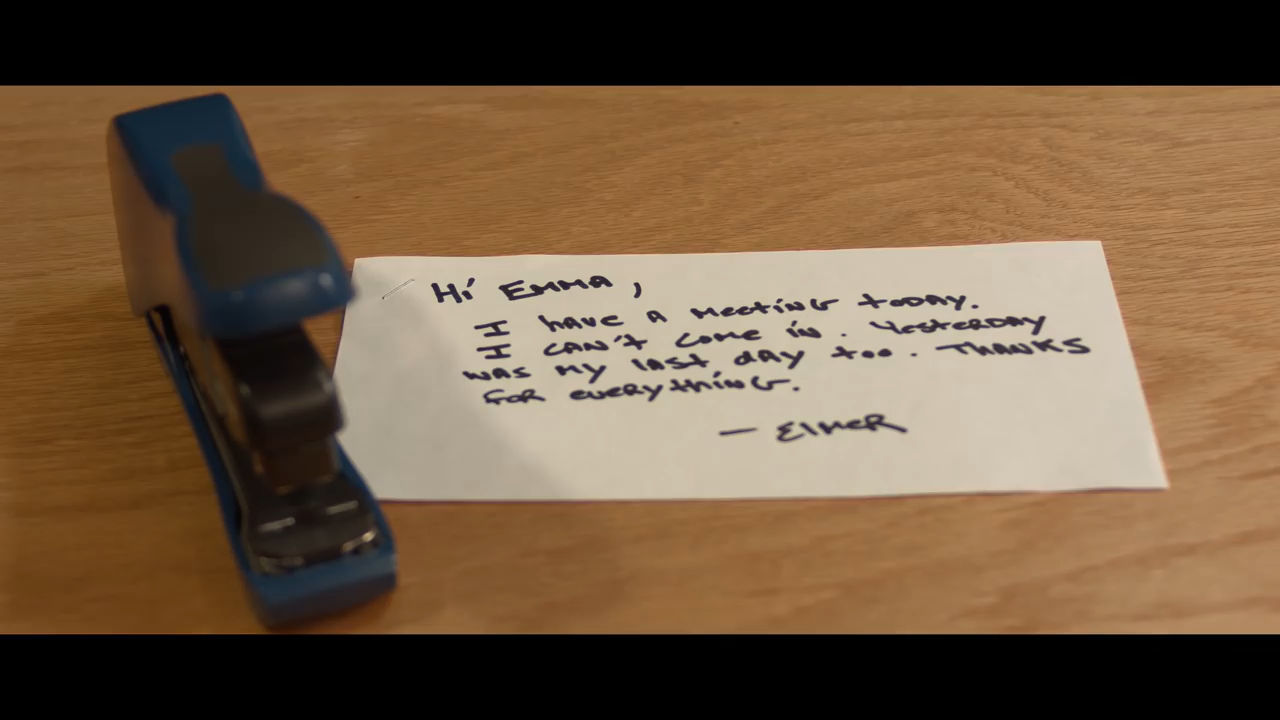 Hi EMMA,
I HAVE A MEETING TODAY.
I CAN'T COME IN. YESTERDAY
WAS MY LAST DAY TOO. THANKS
FOR EVERYTHING.
— ELMER